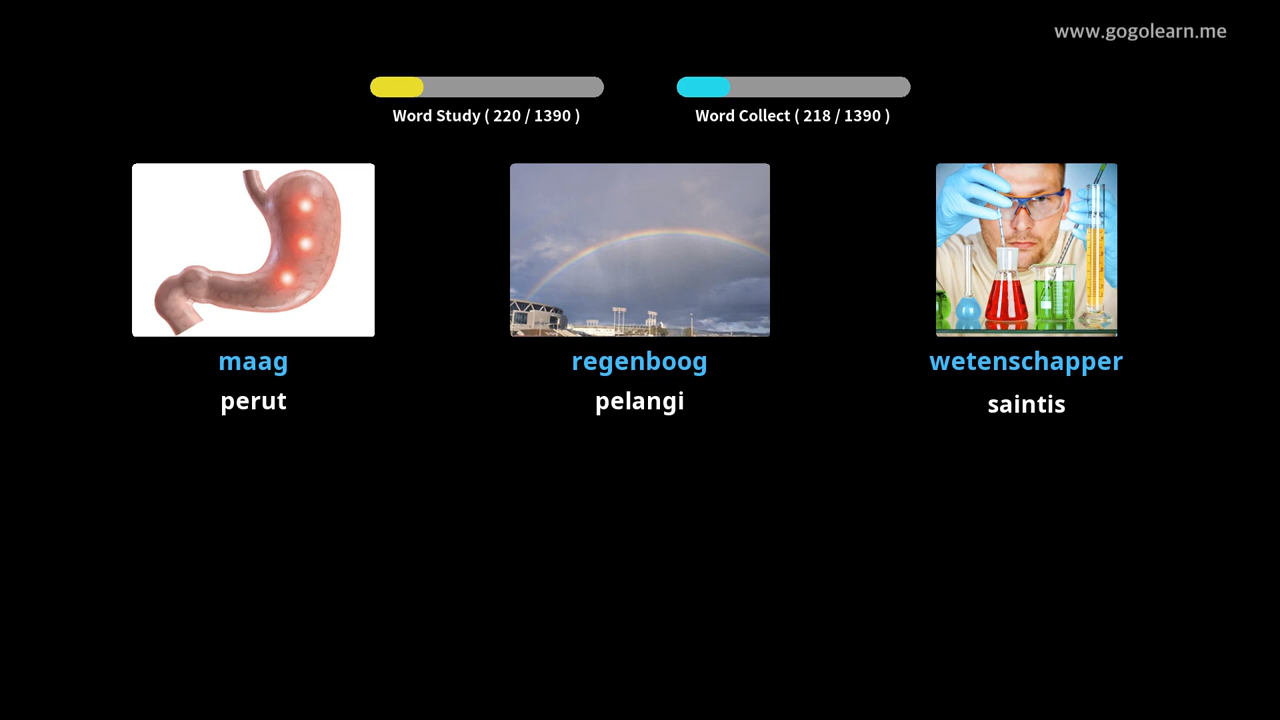 www.gogolearn.me
Word Study ( 220 / 1390 )
Word Collect ( 218 / 1390 )
maag
regenboog
wetenschapper
perut
pelangi
saintis